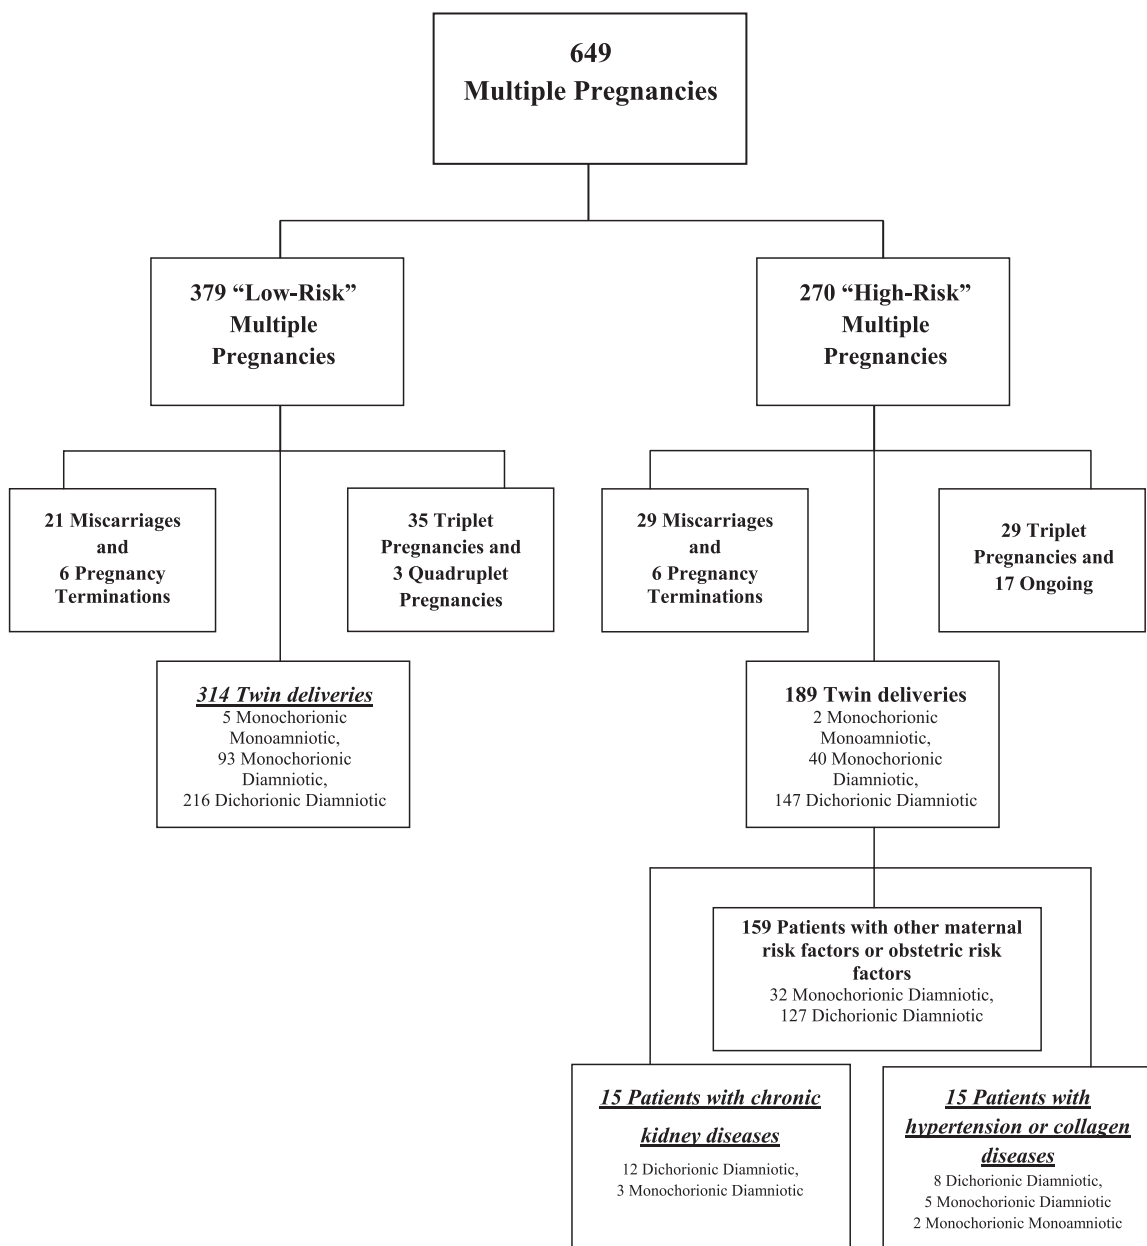 649
Multiple Pregnancies
379 “Low-Risk”
Multiple
Pregnancies
270 “High-Risk”
Multiple
Pregnancies
21 Miscarriages
and
6 Pregnancy
Terminations
35 Triplet
Pregnancies and
3 Quadruplet
Pregnancies
29 Miscarriages
and
6 Pregnancy
Terminations
29 Triplet
Pregnancies and
17 Ongoing
314 Twin deliveries
5 Monochorionic
Monoamniotic,
93 Monochorionic
Diamniotic,
216 Dichorionic Diamniotic
189 Twin deliveries
2 Monochorionic
Monoamniotic,
40 Monochorionic
Diamniotic,
147 Dichorionic Diamniotic
159 Patients with other maternal
risk factors or obstetric risk
factors
32 Monochorionic Diamniotic,
127 Dichorionic Diamniotic
15 Patients with chronic
kidney diseases
12 Dichorionic Diamniotic,
3 Monochorionic Diamniotic
15 Patients with
hypertension or collagen
diseases
8 Dichorionic Diamniotic,
5 Monochorionic Diamniotic
2 Monochorionic Monoamniotic